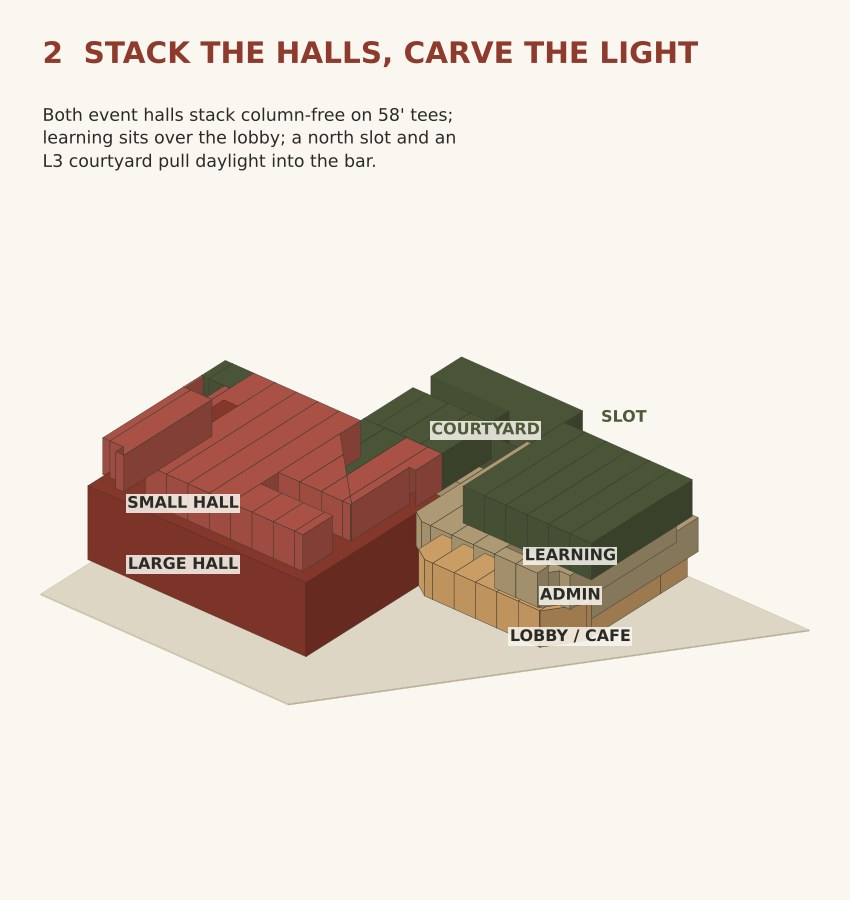 2 STACK THE HALLS, CARVE THE LIGHT
Both event halls stack column-free on 58' tees;
learning sits over the lobby; a north slot and an
L3 courtyard pull daylight into the bar.
SLOT
COURTYARD
SMALL HALL
LEARNING
LARGE HALL
ADMIN
LOBBY / CAFE